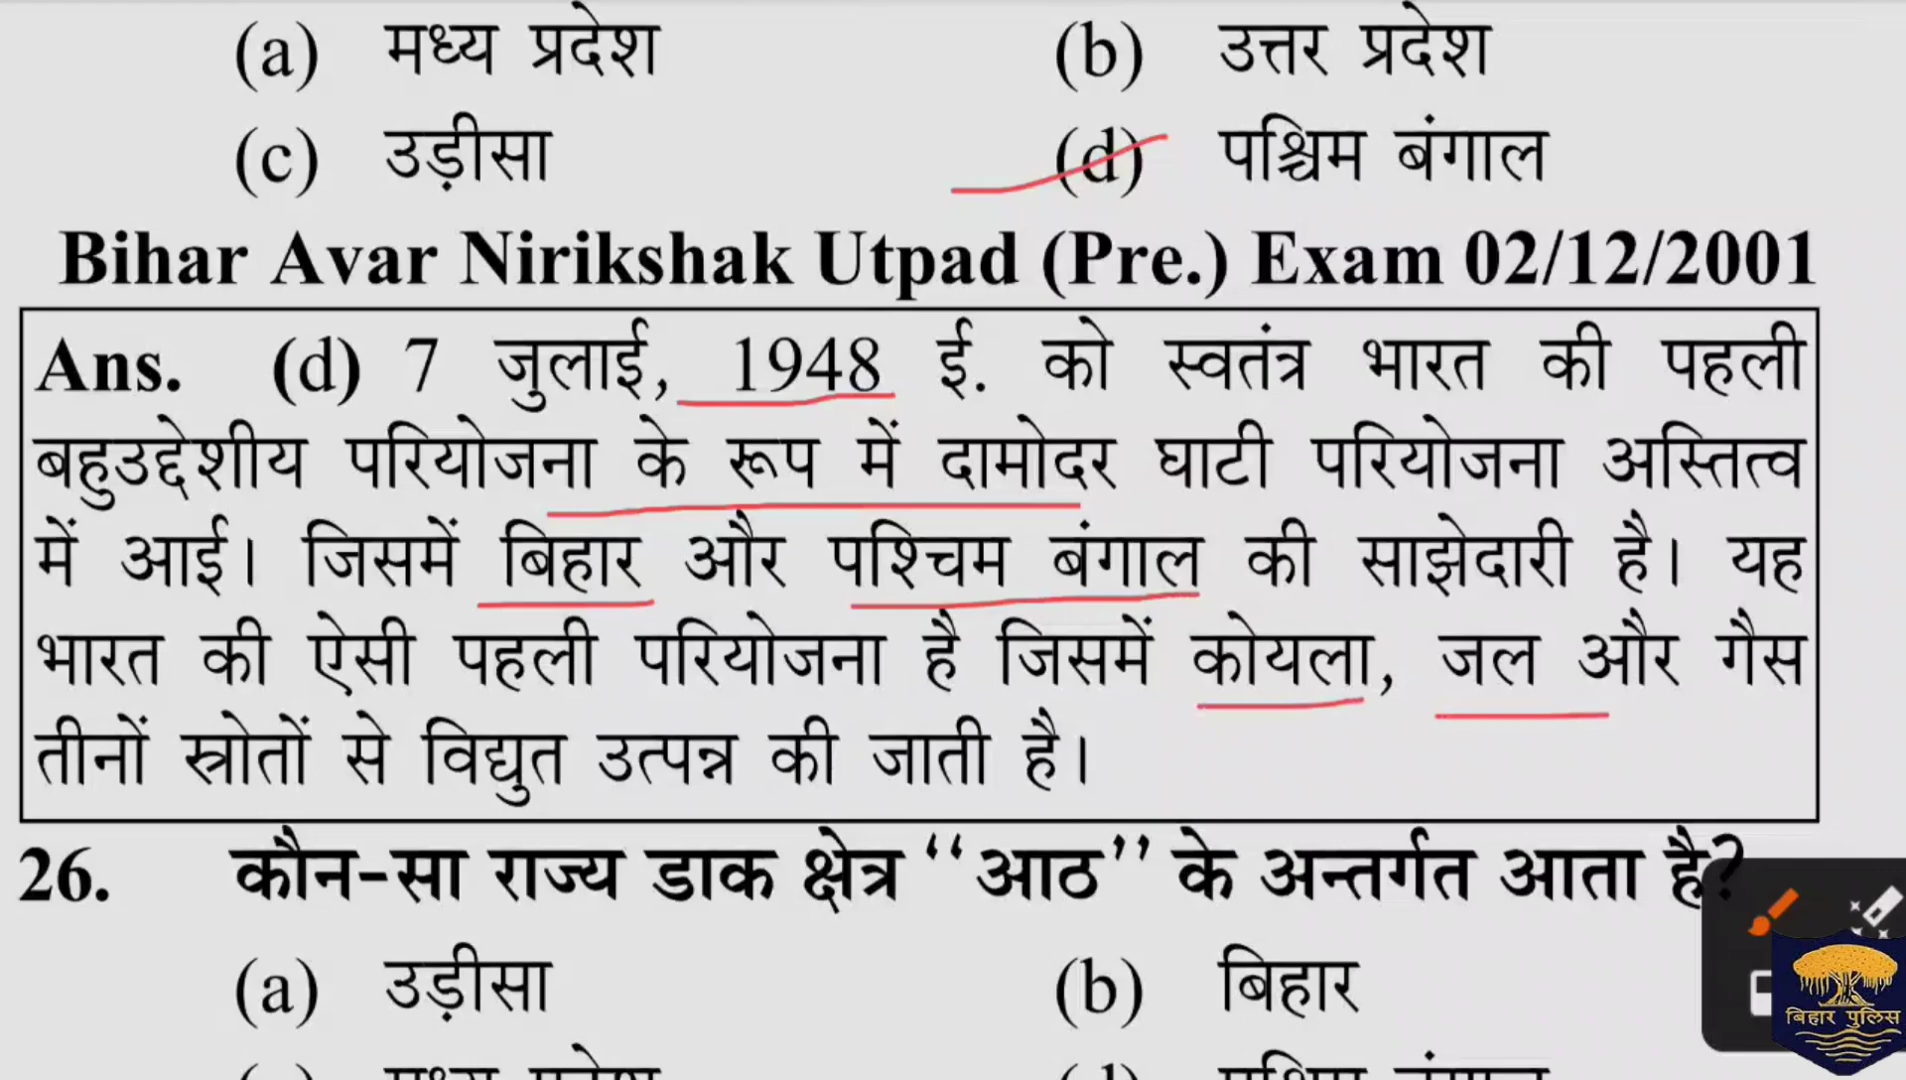 (a) मध्य प्रदेश (b) उत्तर प्रदेश
(c) उड़ीसा (d) पश्चिम बंगाल
Bihar Avar Nirikshak Utpad (Pre.) Exam 02/12/2001
Ans. (d) 7 जुलाई, 1948 ई. को स्वतंत्र भारत की पहली
बहुउद्देशीय परियोजना के रूप में दामोदर घाटी परियोजना अस्तित्व
में आई। जिसमें बिहार और पश्चिम बंगाल की साझेदारी है। यह
भारत की ऐसी पहली परियोजना है जिसमें कोयला, जल और गैस
तीनों स्रोतों से विद्युत उत्पन्न की जाती है।
26. कौन-सा राज्य डाक क्षेत्र ‘‘आठ’’ के अन्तर्गत आता है?
(a) उड़ीसा (b) बिहार
बिहार पुलिस